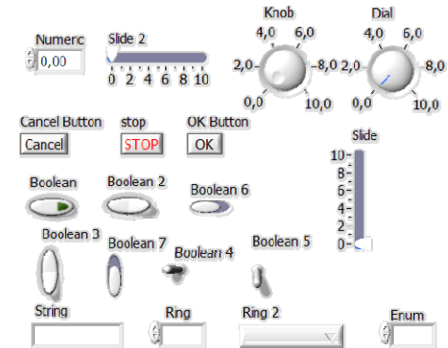 Knob
Dial
Numeric
Slide 2
4,0 6,0
4,0 6,0
0,00
2,0
8,0
2,0
8,0
0 2 4 6 8 10
0,0
10,0
0,0
10,0
Cancel Button
stop
OK Button
Cancel
STOP
OK
Slide
10
8
6
4
2
0
Boolean
Boolean 2
Boolean 6
Boolean 3
Boolean 7
Boolean 4
Boolean 5
String
Ring
Ring 2
Enum